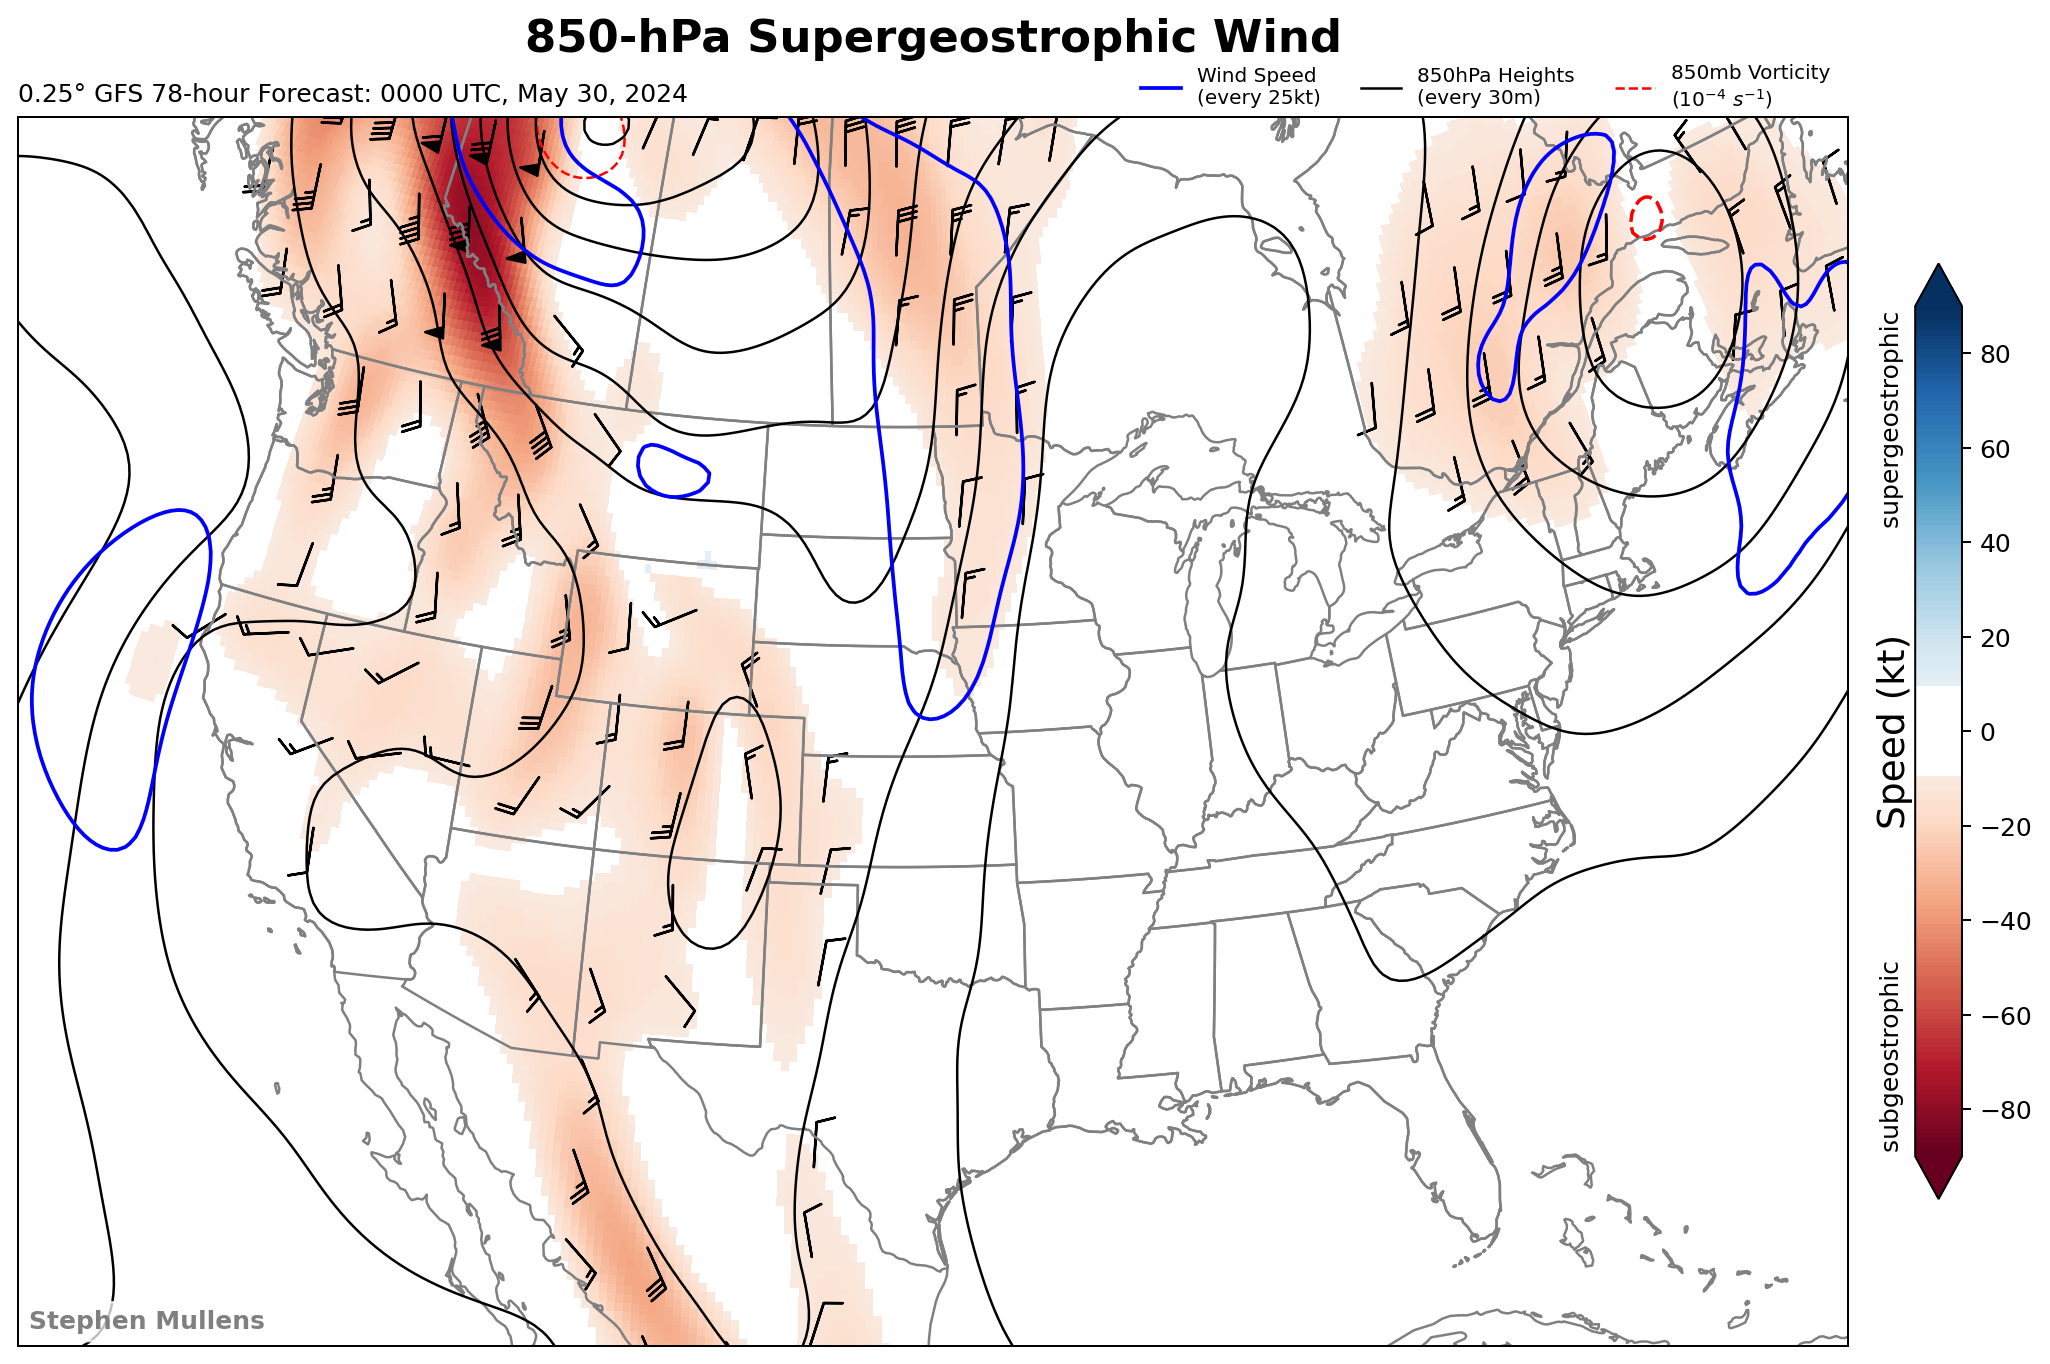 850-hPa Supergeostrophic Wind
0.25° GFS 78-hour Forecast: 0000 UTC, May 30, 2024
Wind Speed
(every 25kt)
850hPa Heights
(every 30m)
850mb Vorticity
(10⁻⁴ s⁻¹)
supergeostrophic
Speed (kt)
subgeostrophic
80
60
40
20
0
−20
−40
−60
−80
Stephen Mullens